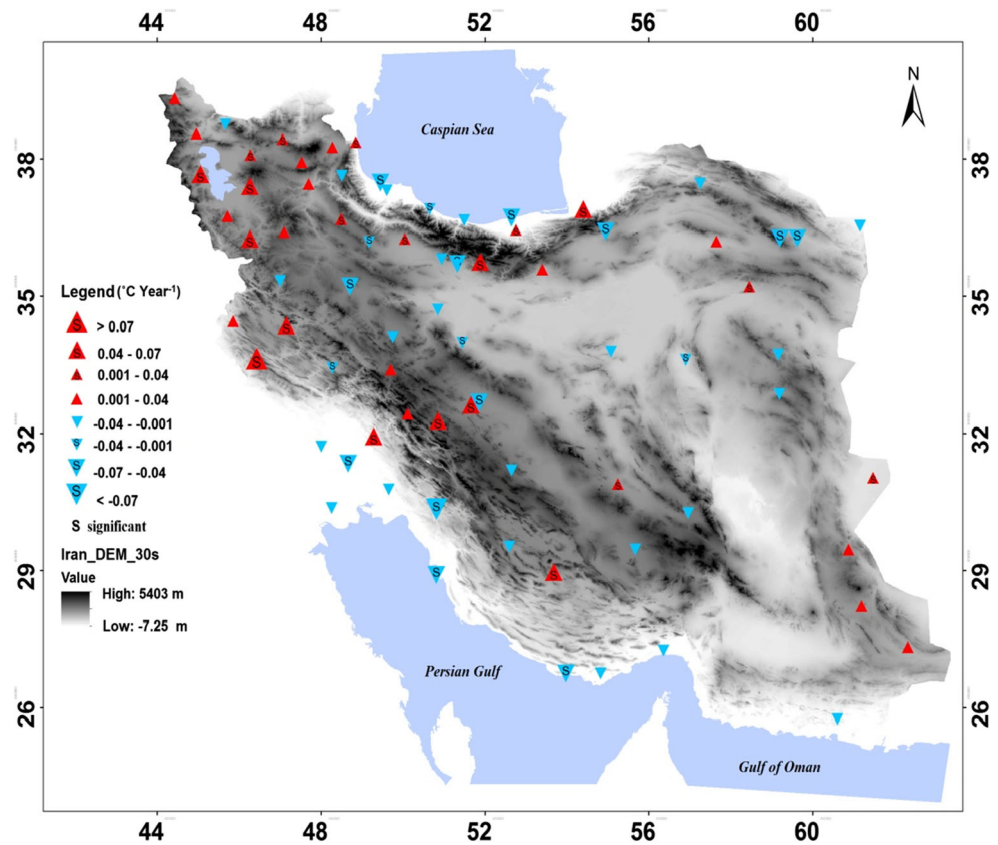 44 48 52 56 60
N
Caspian Sea
38 38
35 35
32 32
29 29
26 26
Legend (°C Year-1)
S > 0.07
S 0.04 - 0.07
S 0.001 - 0.04
0.001 - 0.04
-0.04 - -0.001
S -0.04 - -0.001
S -0.07 - -0.04
S < -0.07
S significant
Iran_DEM_30s
Value
High: 5403 m
Low: -7.25 m
Persian Gulf
Gulf of Oman
44 48 52 56 60